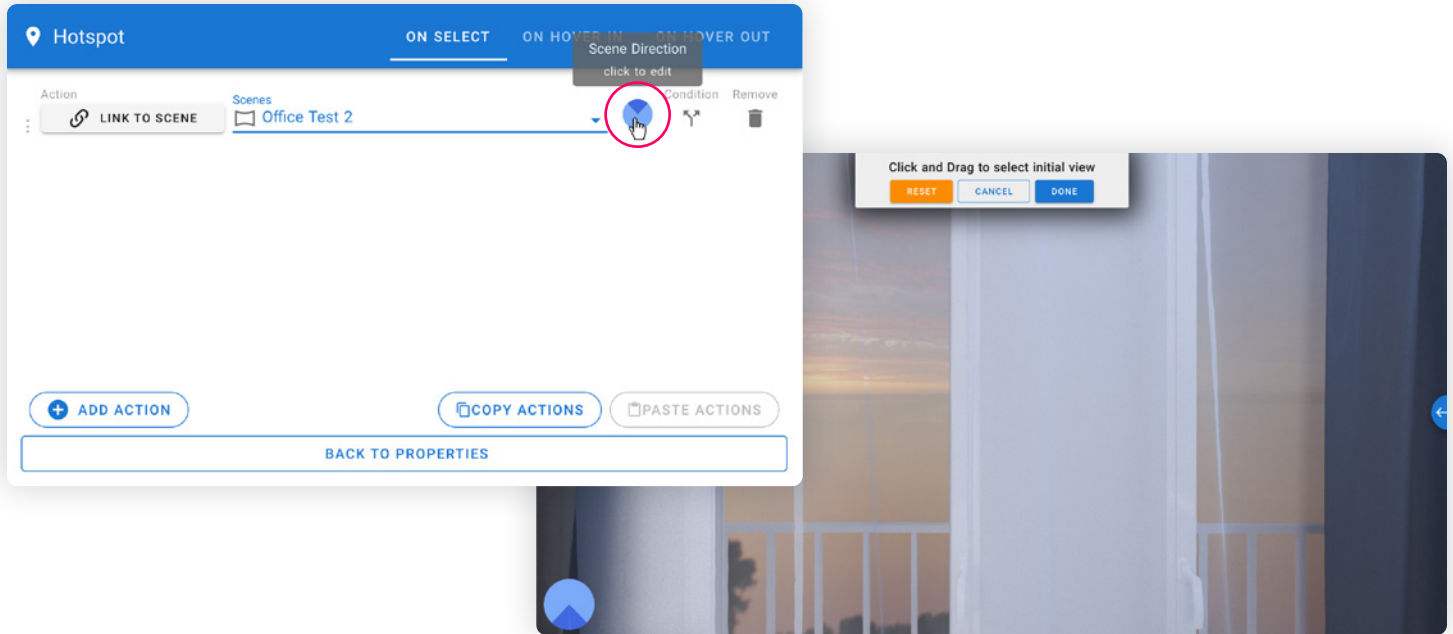 Hotspot
ON SELECT
ON HOVER IN
ON HOVER OUT
Scene Direction
click to edit
Action
Scenes
Condition
Remove
LINK TO SCENE
Office Test 2
Click and Drag to select initial view
RESET
CANCEL
DONE
ADD ACTION
COPY ACTIONS
PASTE ACTIONS
BACK TO PROPERTIES